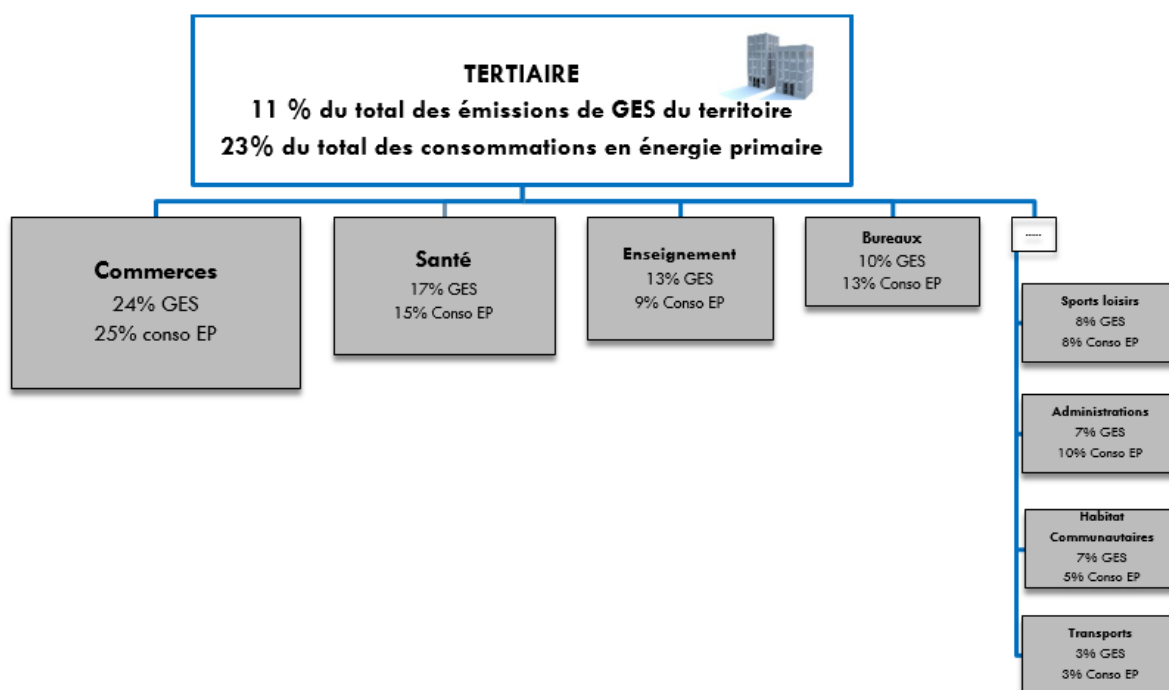 TERTIAIRE
11 % du total des émissions de GES du territoire
23% du total des consommations en énergie primaire
Commerces
24% GES
25% conso EP
Santé
17% GES
15% Conso EP
Enseignement
13% GES
9% Conso EP
Bureaux
10% GES
13% Conso EP
.....
Sports loisirs
8% GES
8% Conso EP
Administrations
7% GES
10% Conso EP
Habitat
Communautaires
7% GES
5% Conso EP
Transports
3% GES
3% Conso EP